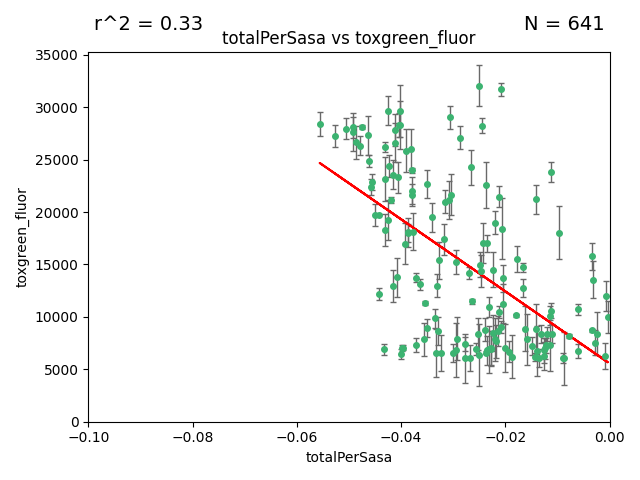 r^2 = 0.33
N = 641
totalPerSasa vs toxgreen_fluor
35000
30000
25000
20000
15000
10000
5000
0
toxgreen_fluor
−0.10
−0.08
−0.06
−0.04
−0.02
0.00
totalPerSasa